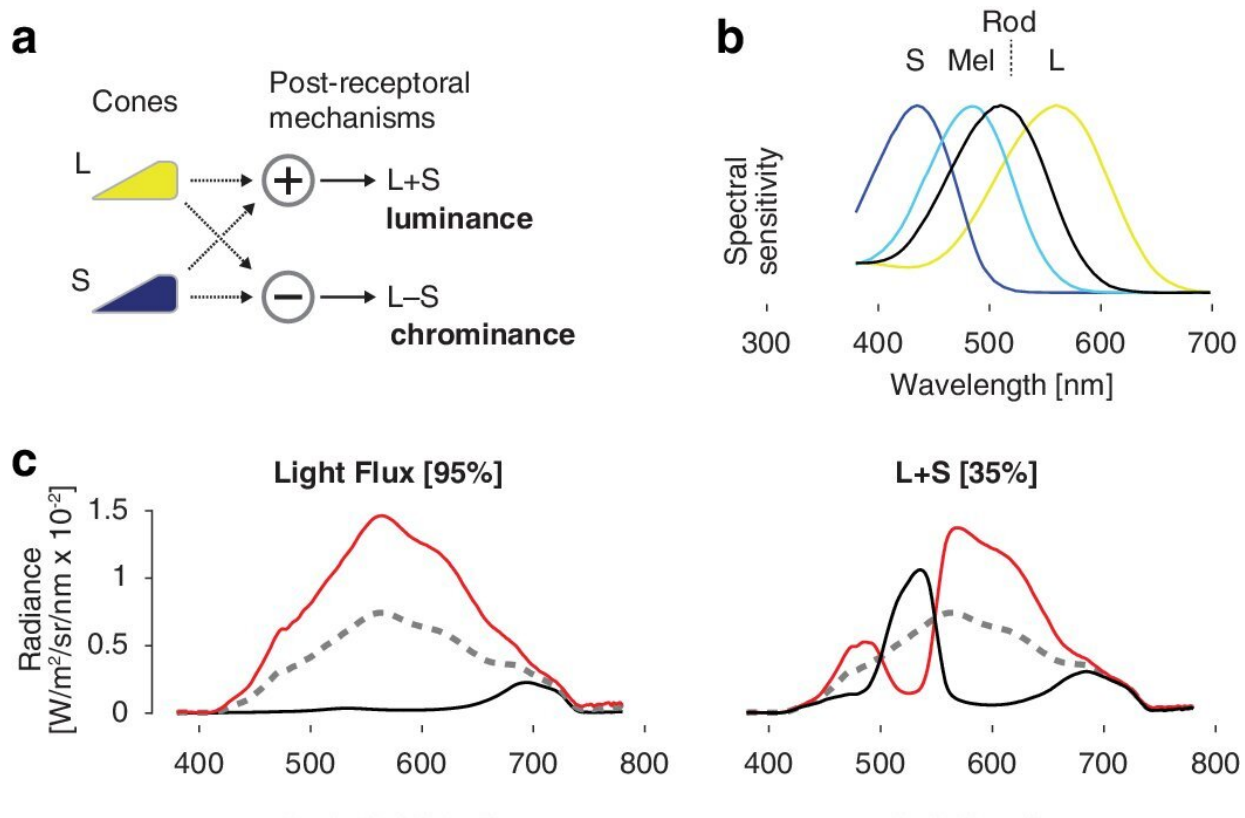 a
Cones
Post-receptoral
mechanisms
L
+
L+S
luminance
S
−
L–S
chrominance
b
Rod
S Mel L
Spectral
sensitivity
300 400 500 600 700
Wavelength [nm]
c
Light Flux [95%]
Radiance
[W/m²/sr/nm x 10⁻²]
1.5
1
0.5
0
400 500 600 700 800
L+S [35%]
400 500 600 700 800